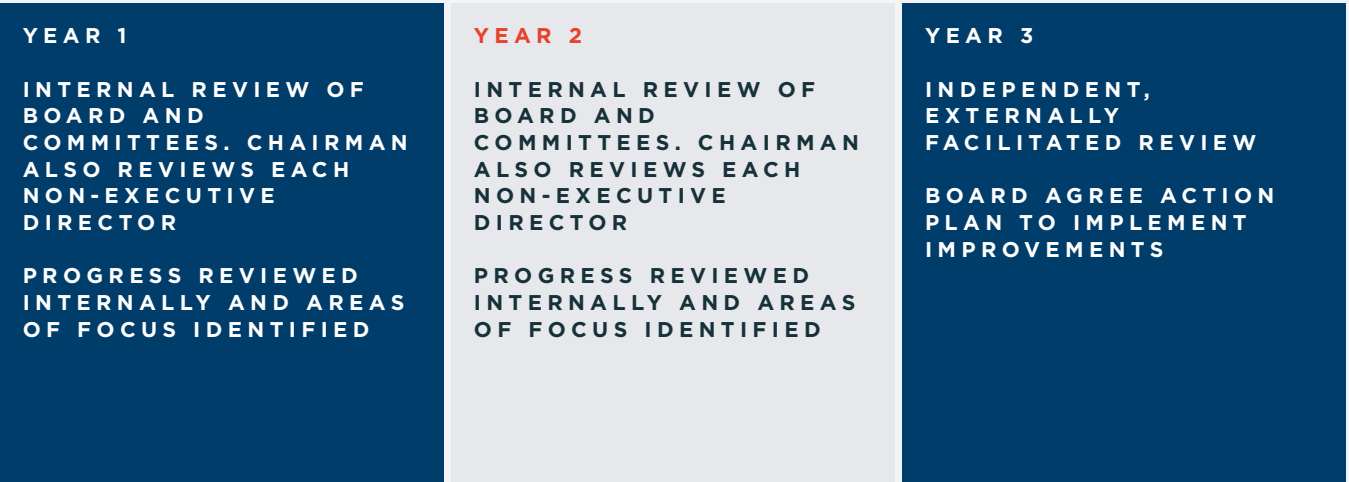 YEAR 1
INTERNAL REVIEW OF
BOARD AND
COMMITTEES. CHAIRMAN
ALSO REVIEWS EACH
NON-EXECUTIVE
DIRECTOR
PROGRESS REVIEWED
INTERNALLY AND AREAS
OF FOCUS IDENTIFIED
YEAR 2
INTERNAL REVIEW OF
BOARD AND
COMMITTEES. CHAIRMAN
ALSO REVIEWS EACH
NON-EXECUTIVE
DIRECTOR
PROGRESS REVIEWED
INTERNALLY AND AREAS
OF FOCUS IDENTIFIED
YEAR 3
INDEPENDENT,
EXTERNALLY
FACILITATED REVIEW
BOARD AGREE ACTION
PLAN TO IMPLEMENT
IMPROVEMENTS